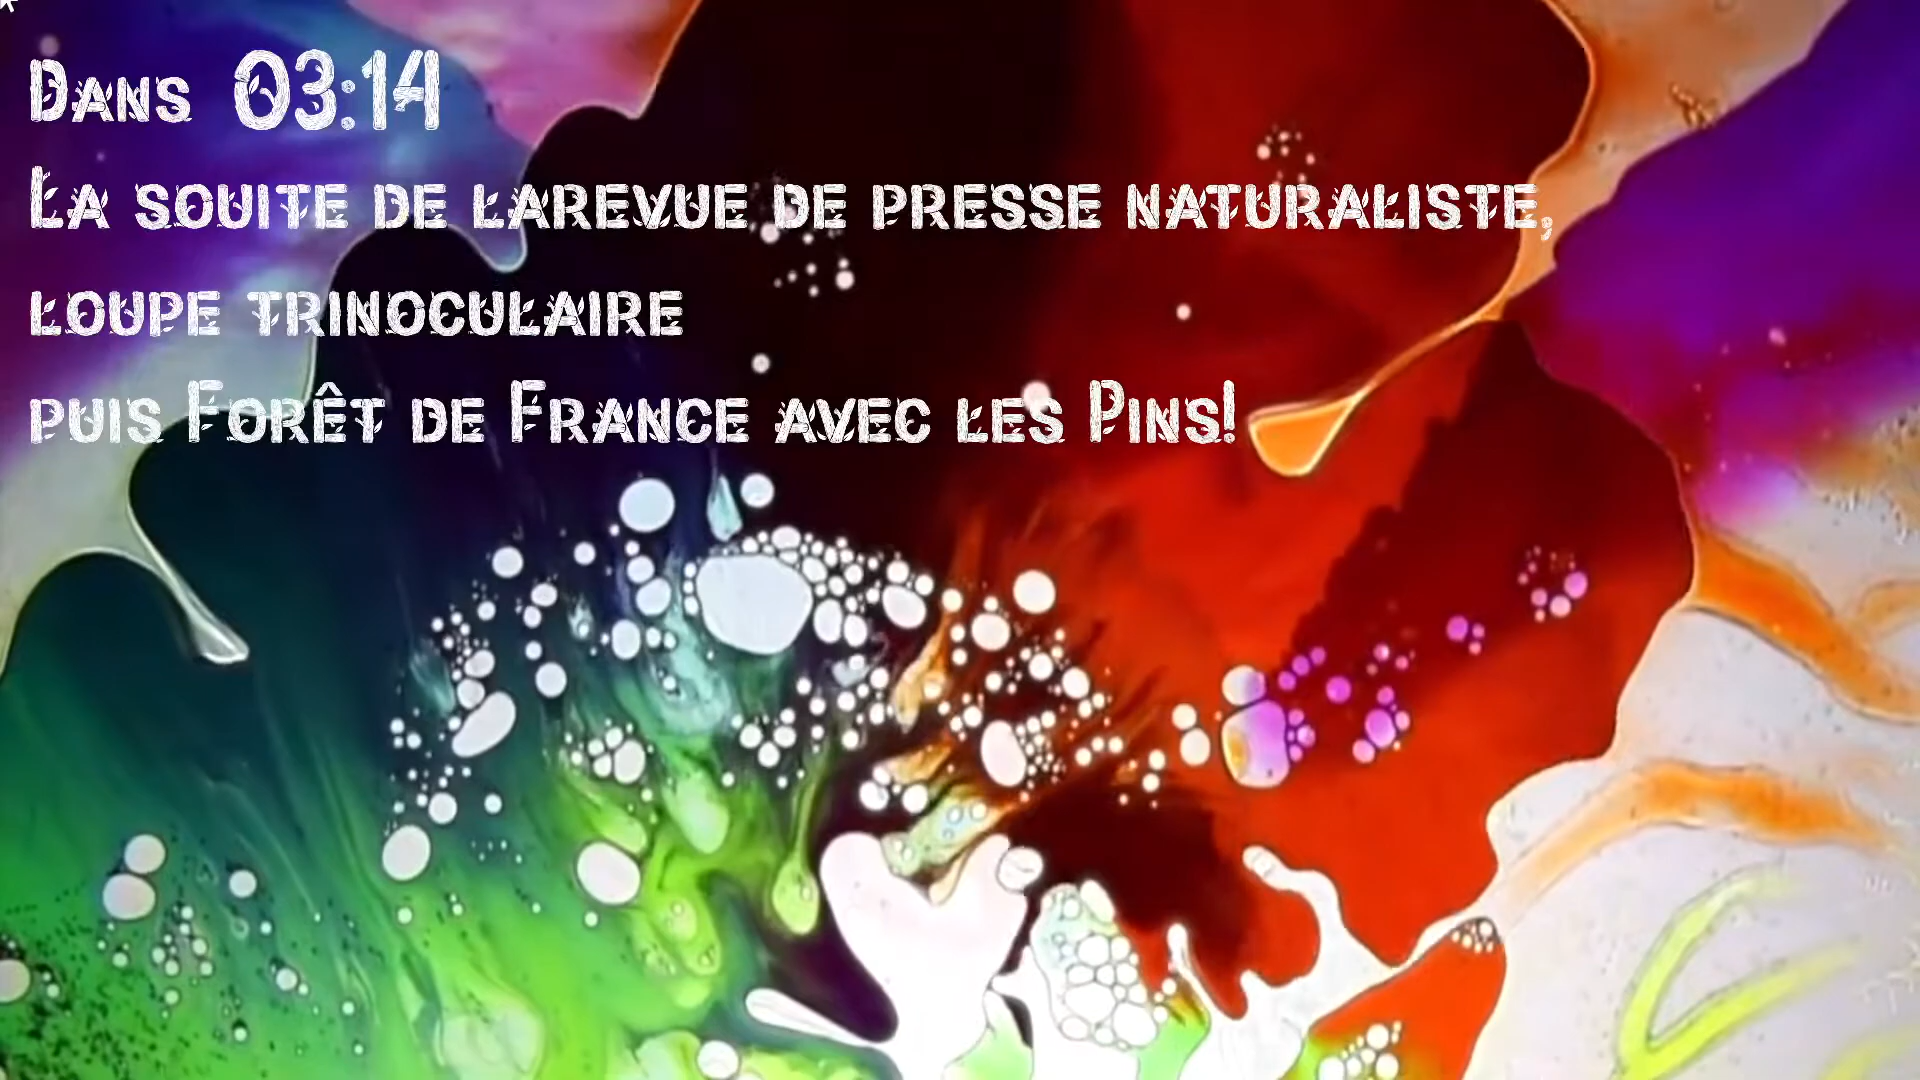 Dans 03:14
La souite de larevue de presse naturaliste,
loupe trinoculaire
puis Forêt de France avec les Pins!